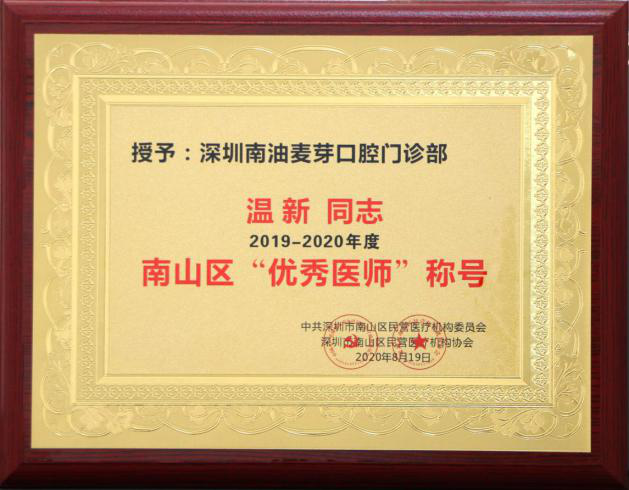 授予：深圳南油麦芽口腔门诊部
温新 同志
2019-2020年度
南山区“优秀医师”称号
中共深圳市南山区民营医疗机构委员会
深圳市南山区民营医疗机构协会
2020年8月19日